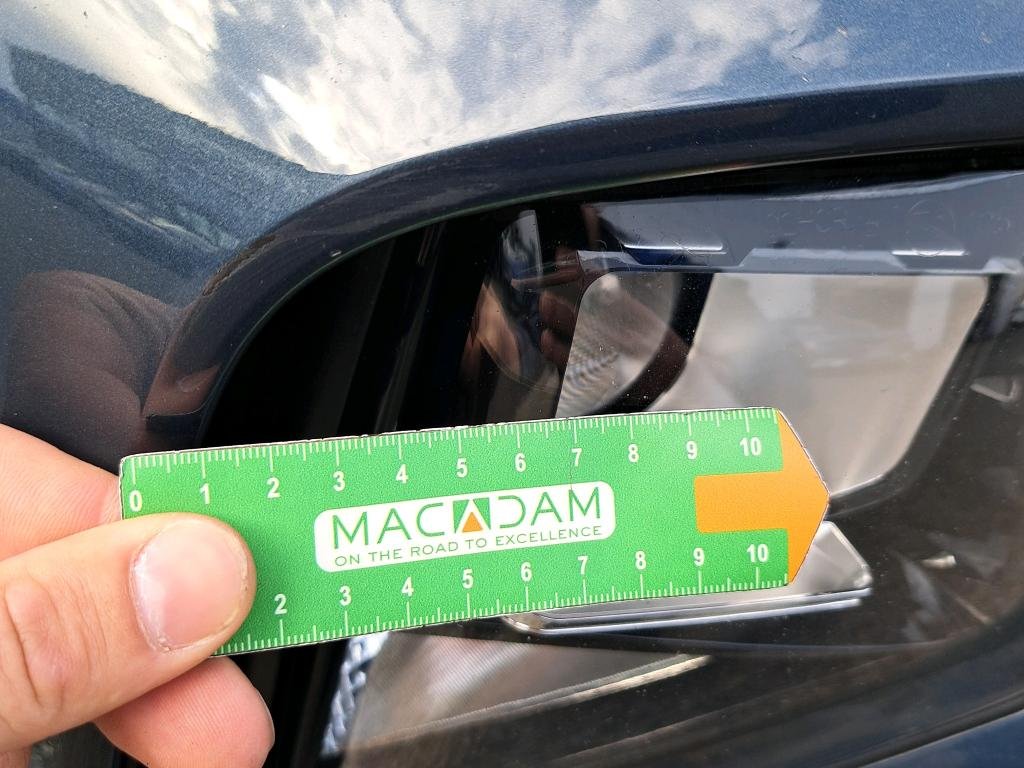 0 1 2 3 4 5 6 7 8 9 10
MACADAM
ON THE ROAD TO EXCELLENCE
2 3 4 5 6 7 8 9 10